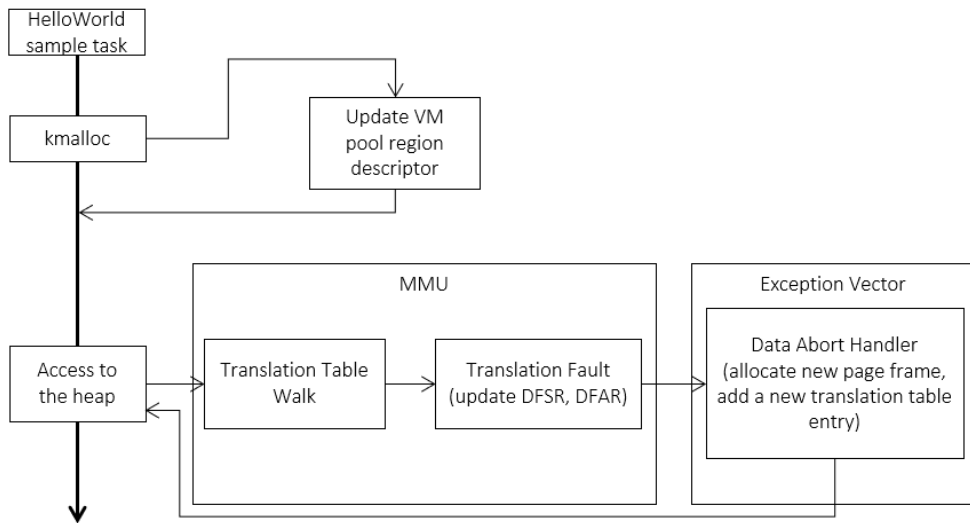 HelloWorld
sample task
kmalloc
Update VM
pool region
descriptor
MMU
Exception Vector
Access to
the heap
Translation Table
Walk
Translation Fault
(update DFSR, DFAR)
Data Abort Handler
(allocate new page frame,
add a new translation table
entry)